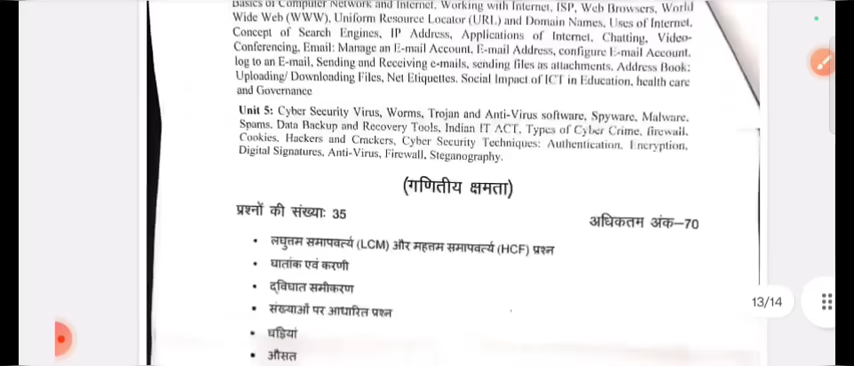 Basics of Computer Network and Internet, Working with Internet, ISP, Web Browsers, World
Wide Web (WWW), Uniform Resource Locator (URL) and Domain Names, Uses of Internet,
Concept of Search Engines, IP Address, Applications of Internet, Chatting, Video-
Conferencing, Email: Manage an E-mail Account, E-mail Address, configure E-mail Account,
log to an E-mail, Sending and Receiving e-mails, sending files as attachments, Address Book;
Uploading/ Downloading Files, Net Etiquettes, Social Impact of ICT in Education, health care
and Governance
Unit 5: Cyber Security Virus, Worms, Trojan and Anti-Virus software, Spyware, Malware,
Spams, Data Backup and Recovery Tools, Indian IT ACT, Types of Cyber Crime, firewall,
Cookies, Hackers and Crackers, Cyber Security Techniques: Authentication, Encryption,
Digital Signatures, Anti-Virus, Firewall, Steganography.
(गणितीय क्षमता)
प्रश्नों की संख्याः 35
अधिकतम अंक–70
• लघुत्तम समापवर्त्य (LCM) और महत्तम समापवर्त्य (HCF) प्रश्न
• घातांक एवं करणी
• द्विघात समीकरण
• संख्याओं पर आधारित प्रश्न
• घड़ियां
• औसत
13/14